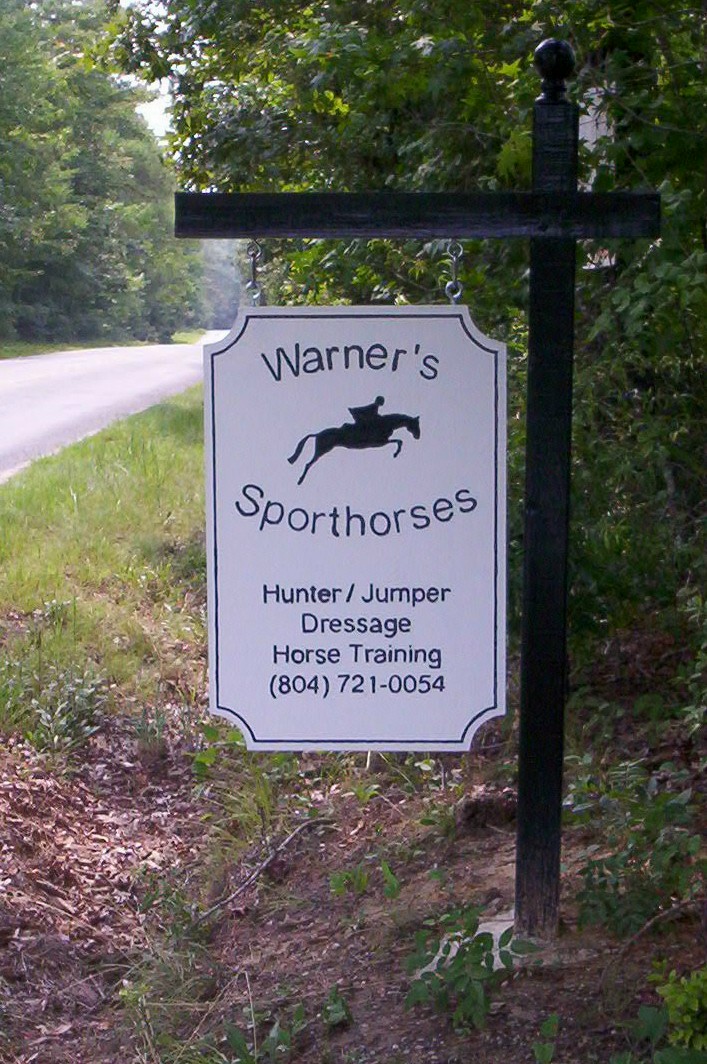 Warner's
Sporthorses
Hunter / Jumper
Dressage
Horse Training
(804) 721-0054